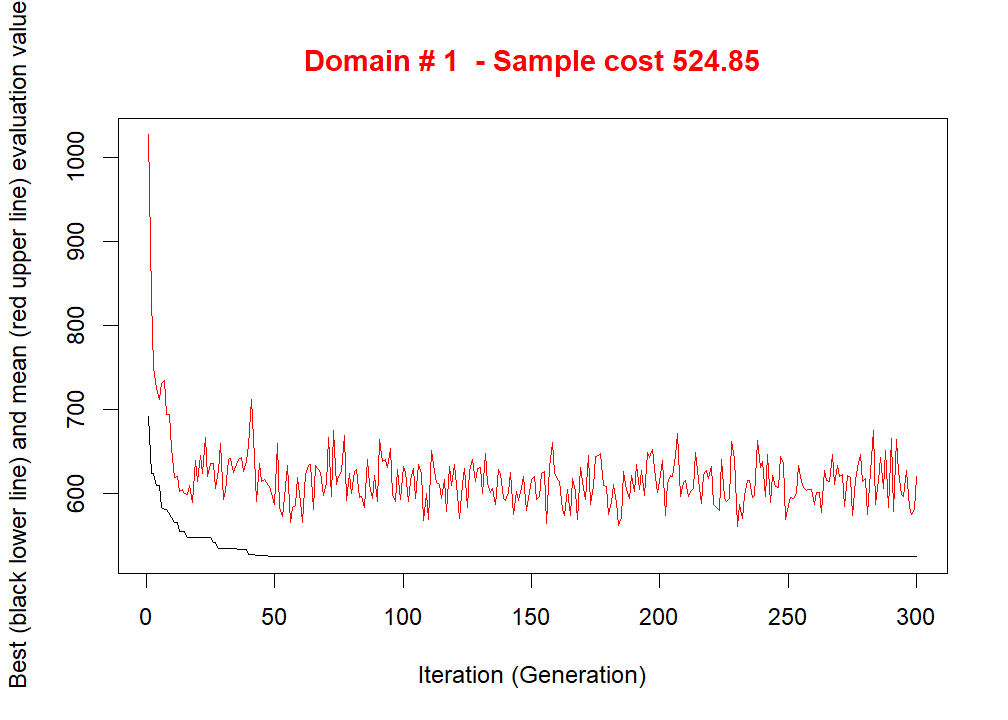 Domain # 1  - Sample cost 524.85
Best (black lower line) and mean (red upper line) evaluation value
1000
900
800
700
600
0 50 100 150 200 250 300
Iteration (Generation)